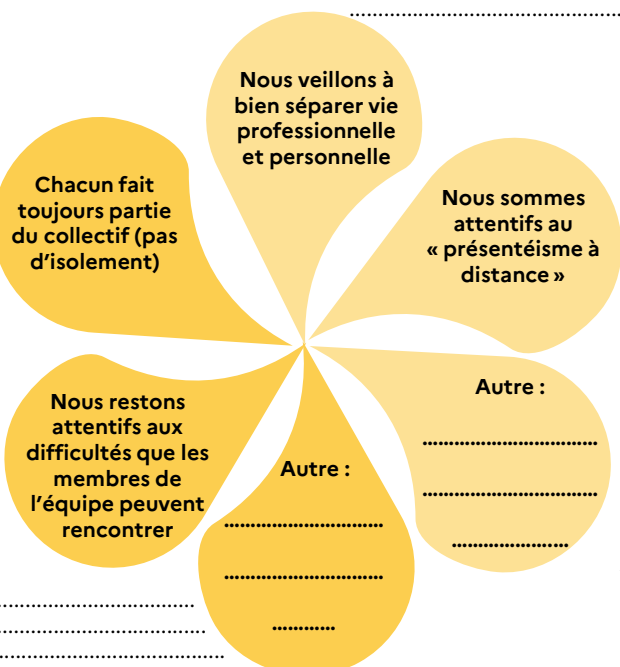 Nous veillons à
bien séparer vie
professionnelle
et personnelle
Chacun fait
toujours partie
du collectif (pas
d’isolement)
Nous sommes
attentifs au
« présentéisme à
distance »
Nous restons
attentifs aux
difficultés que les
membres de
l’équipe peuvent
rencontrer
Autre :
Autre :